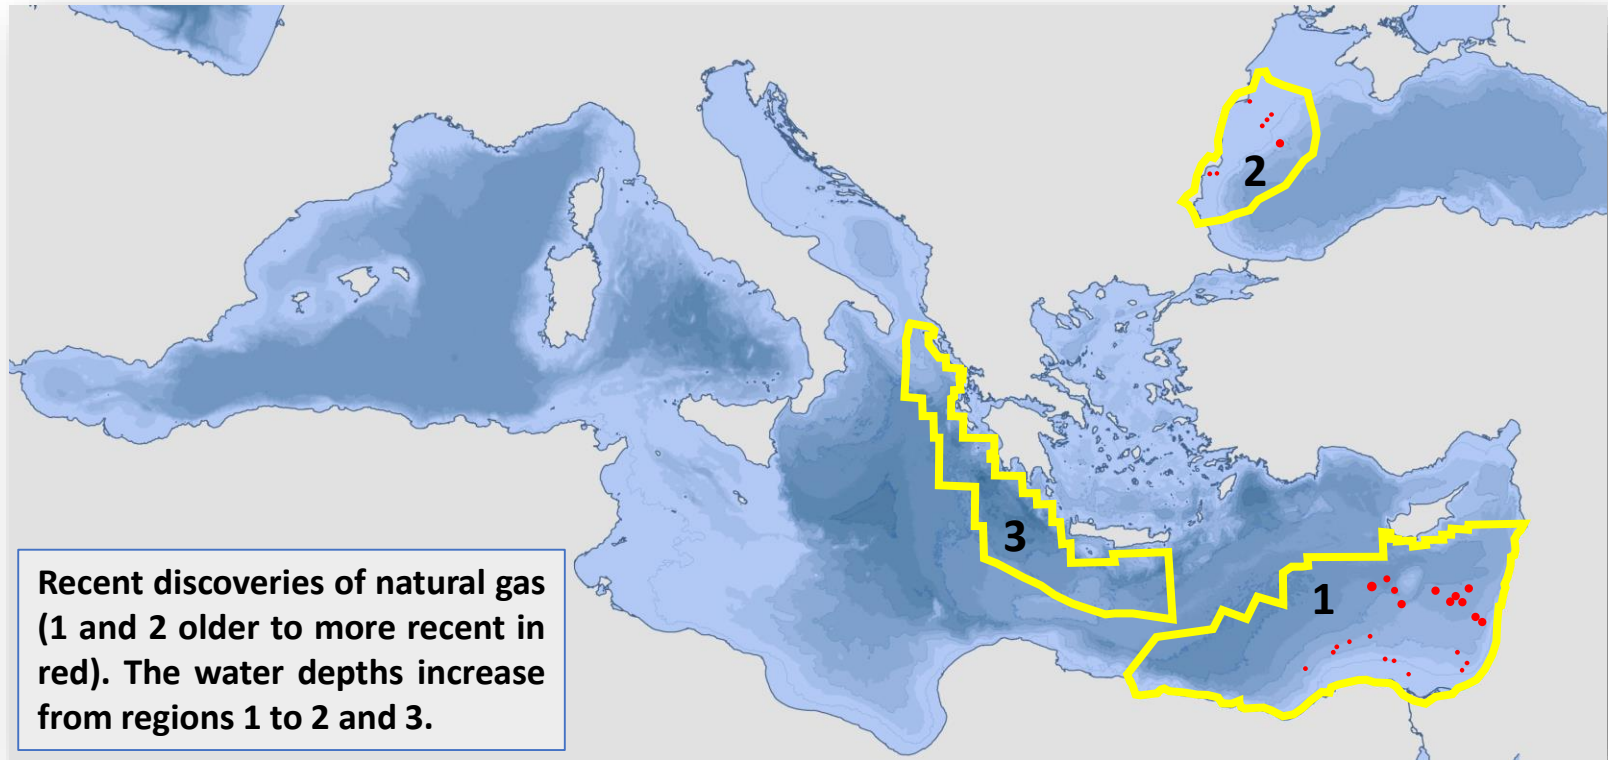 2
3
1
Recent discoveries of natural gas
(1 and 2 older to more recent in
red). The water depths increase
from regions 1 to 2 and 3.